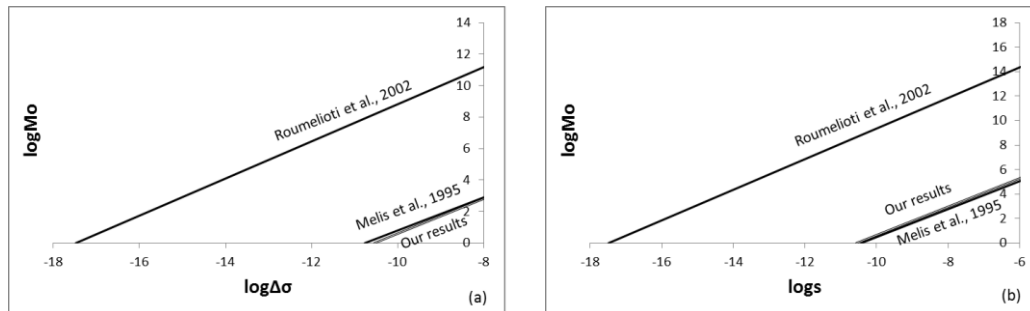 14
12
10
8
6
4
2
0
logMo
Roumelioti et al., 2002
Melis et al., 1995
Our results
-18 -16 -14 -12 -10 -8
logΔσ
(a)
18
16
14
12
10
8
6
4
2
0
logMo
Roumelioti et al., 2002
Our results
Melis et al., 1995
-18 -16 -14 -12 -10 -8 -6
logs
(b)